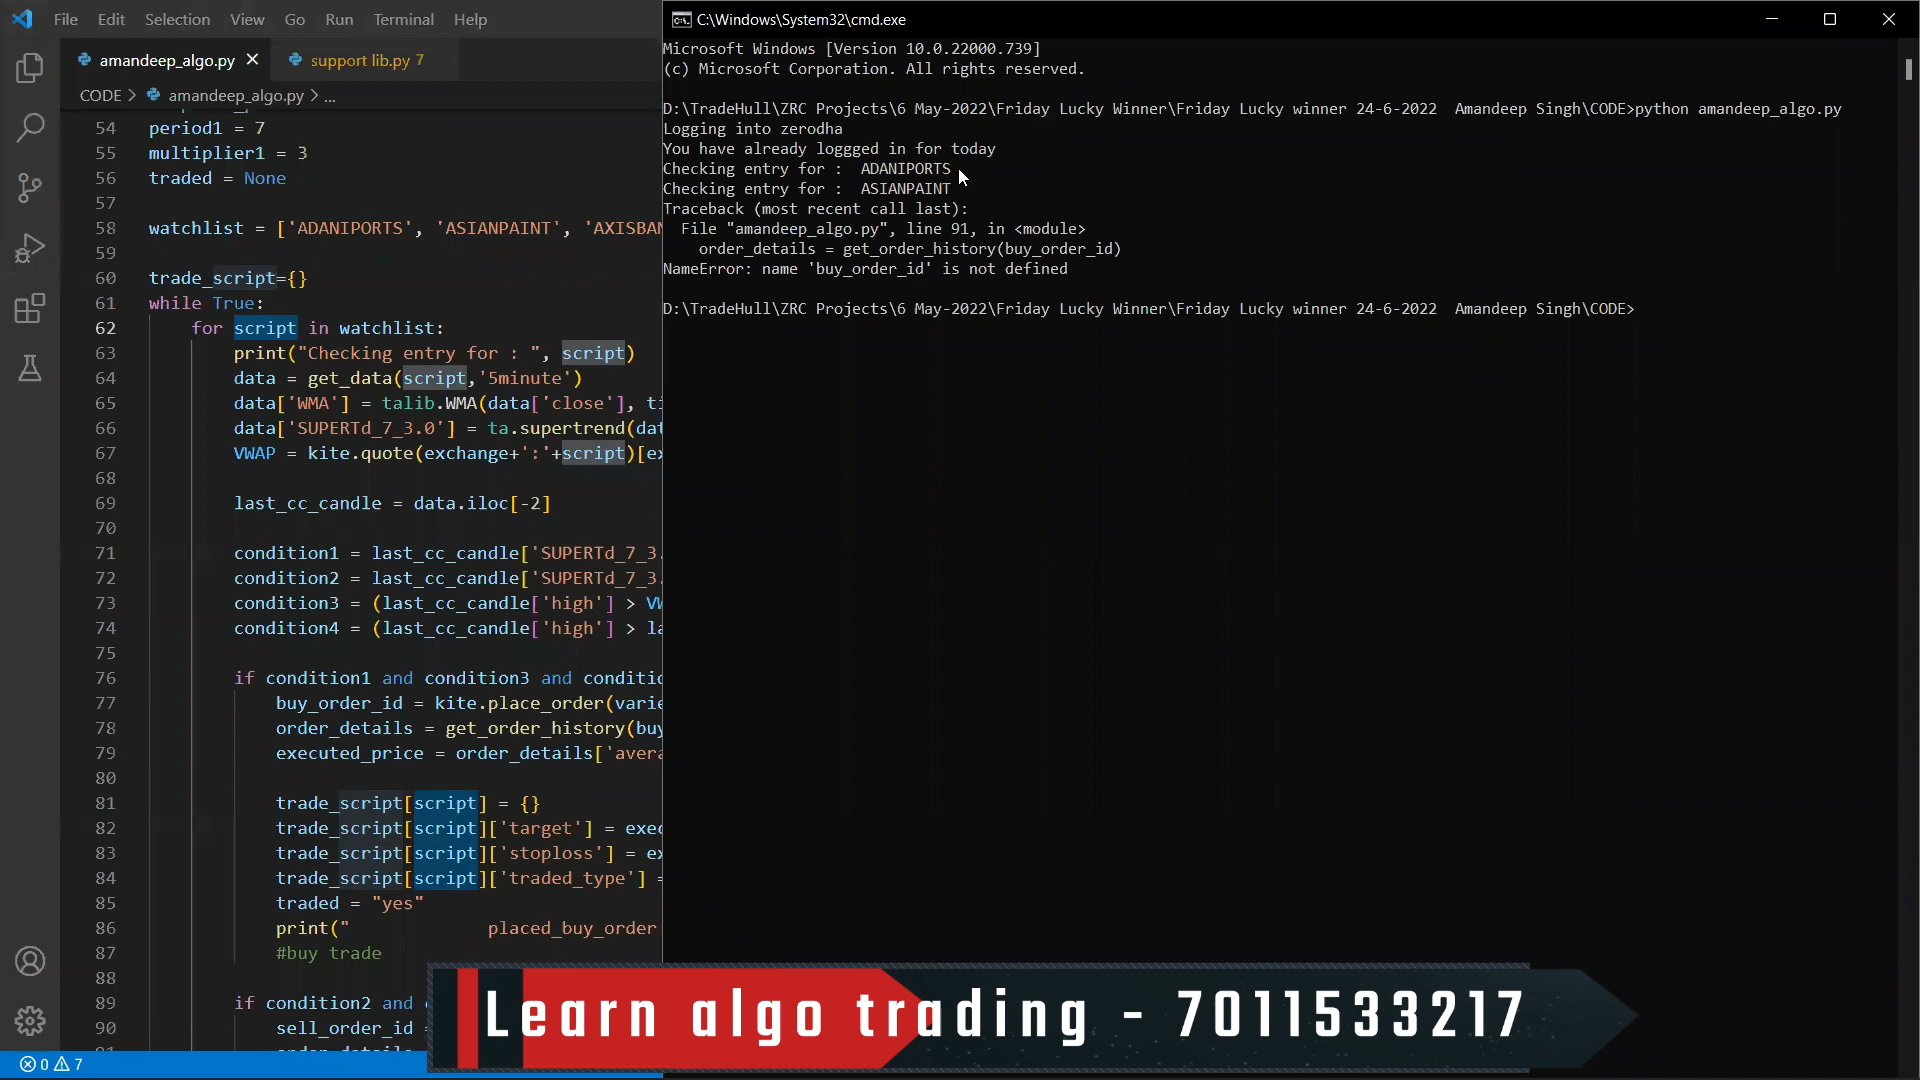 File Edit Selection View Go Run Terminal Help
amandeep_algo.py
support lib.py 7
CODE > amandeep_algo.py > ...
54 period1 = 7
55 multiplier1 = 3
56 traded = None
57
58 watchlist = ['ADANIPORTS', 'ASIANPAINT', 'AXISBAN
59
60 trade_script={}
61 while True:
62 for script in watchlist:
63 print("Checking entry for : ", script)
64 data = get_data(script,'5minute')
65 data['WMA'] = talib.WMA(data['close'], ti
66 data['SUPERTd_7_3.0'] = ta.supertrend(dat
67 VWAP = kite.quote(exchange+':'+script)[ex
68
69 last_cc_candle = data.iloc[-2]
70
71 condition1 = last_cc_candle['SUPERTd_7_3.
72 condition2 = last_cc_candle['SUPERTd_7_3.
73 condition3 = (last_cc_candle['high'] > VW
74 condition4 = (last_cc_candle['high'] > la
75
76 if condition1 and condition3 and conditio
77 buy_order_id = kite.place_order(varie
78 order_details = get_order_history(buy
79 executed_price = order_details['avera
80
81 trade_script[script] = {}
82 trade_script[script]['target'] = exec
83 trade_script[script]['stoploss'] = ex
84 trade_script[script]['traded_type'] =
85 traded = "yes"
86 print(" placed_buy_order
87 #buy trade
88
89 if condition2 and
90 sell_order_id =
0 7
C:\Windows\System32\cmd.exe
Microsoft Windows [Version 10.0.22000.739]
(c) Microsoft Corporation. All rights reserved.
D:\TradeHull\ZRC Projects\6 May-2022\Friday Lucky Winner\Friday Lucky winner 24-6-2022  Amandeep Singh\CODE>python amandeep_algo.py
Logging into zerodha
You have already loggged in for today
Checking entry for :  ADANIPORTS
Checking entry for :  ASIANPAINT
Traceback (most recent call last):
File "amandeep_algo.py", line 91, in <module>
order_details = get_order_history(buy_order_id)
NameError: name 'buy_order_id' is not defined
D:\TradeHull\ZRC Projects\6 May-2022\Friday Lucky Winner\Friday Lucky winner 24-6-2022  Amandeep Singh\CODE>
Learn algo trading - 7011533217